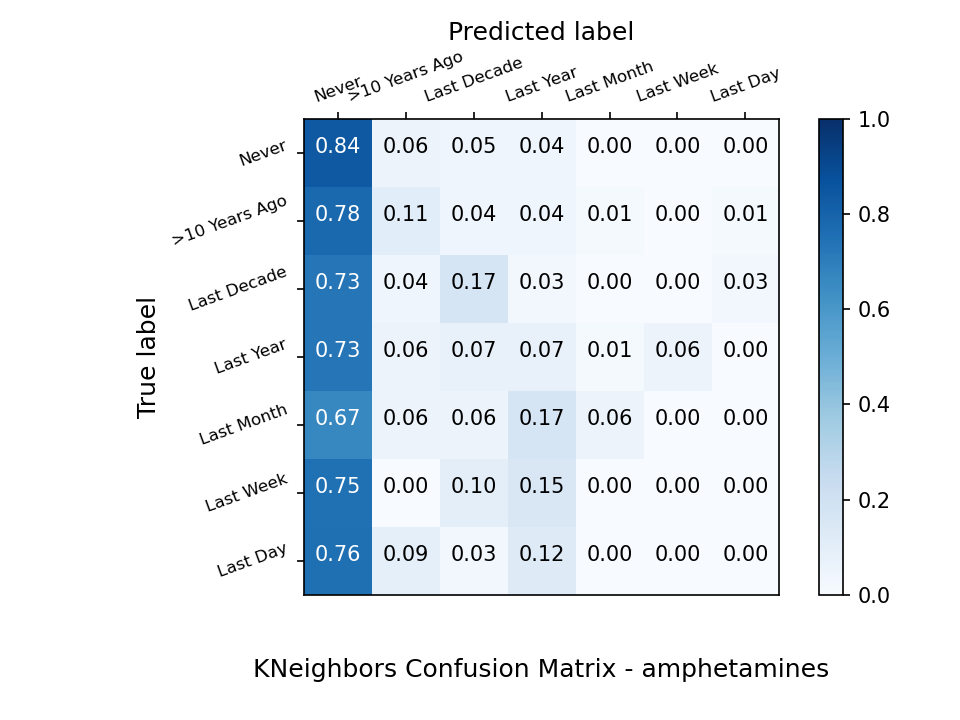 Predicted label
Never >10 Years Ago Last Decade Last Year Last Month Last Week Last Day
Never 0.84 0.06 0.05 0.04 0.00 0.00 0.00
>10 Years Ago 0.78 0.11 0.04 0.04 0.01 0.00 0.01
Last Decade 0.73 0.04 0.17 0.03 0.00 0.00 0.03
Last Year 0.73 0.06 0.07 0.07 0.01 0.06 0.00
Last Month 0.67 0.06 0.06 0.17 0.06 0.00 0.00
Last Week 0.75 0.00 0.10 0.15 0.00 0.00 0.00
Last Day 0.76 0.09 0.03 0.12 0.00 0.00 0.00
True label
1.0
0.8
0.6
0.4
0.2
0.0
KNeighbors Confusion Matrix - amphetamines